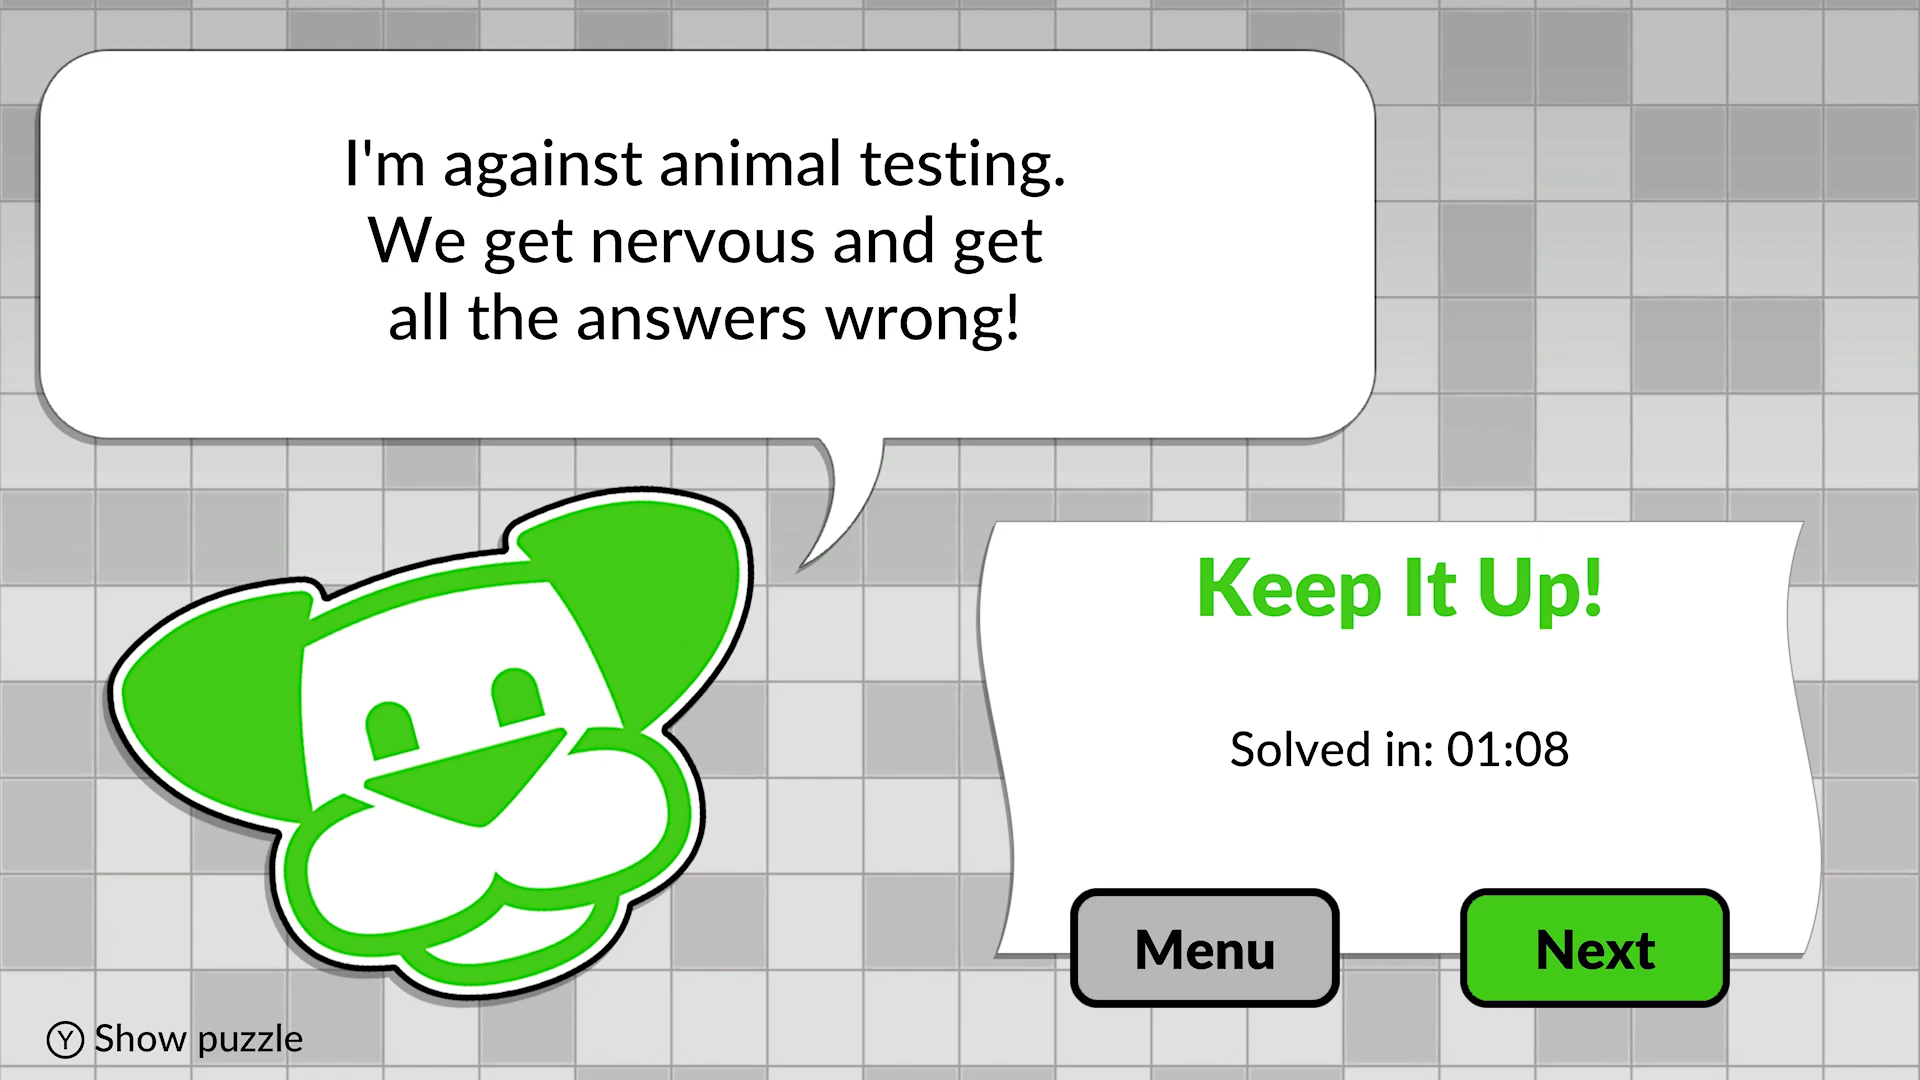 I'm against animal testing.
We get nervous and get
all the answers wrong!
Keep It Up!
Solved in: 01:08
Menu
Next
Y Show puzzle